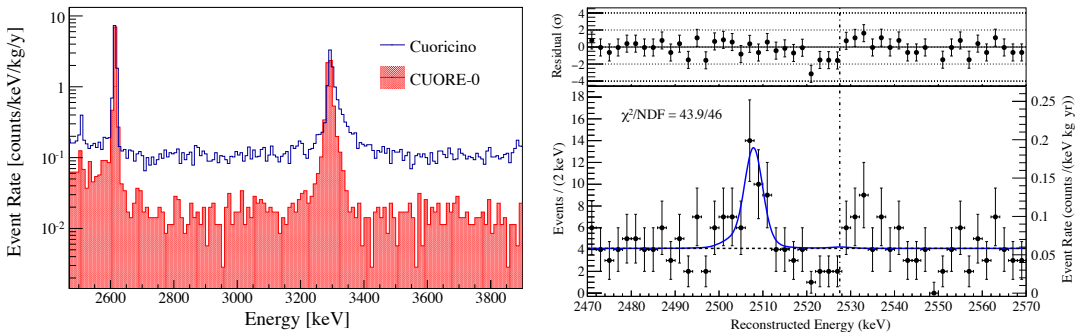 Event Rate [counts/keV/kg/y]
10
1
10⁻¹
10⁻²
Cuoricino
CUORE-0
2600 2800 3000 3200 3400 3600 3800
Energy [keV]
Residual (σ)
4
2
0
−2
−4
Events / (2 keV)
18
16
14
12
10
8
6
4
2
0
χ²/NDF = 43.9/46
0.25
0.2
0.15
0.1
0.05
0
Event Rate (counts /(keV kg yr))
2470 2480 2490 2500 2510 2520 2530 2540 2550 2560 2570
Reconstructed Energy (keV)